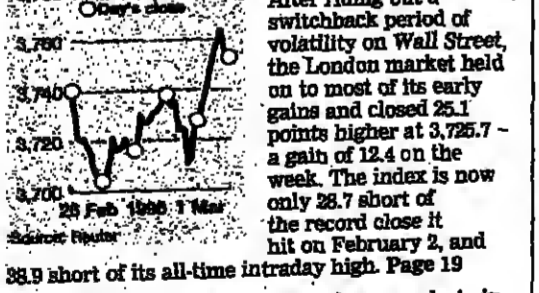 Day's close
3,760
3,740
3,720
3,700
26 Feb 1996 1 Mar
Source: Reuter
After riding out a
switchback period of
volatility on Wall Street,
the London market held
on to most of its early
gains and closed 25.1
points higher at 3,725.7 –
a gain of 12.4 on the
week. The index is now
only 28.7 short of
the record close it
hit on February 2, and
38.9 short of its all-time intraday high. Page 19